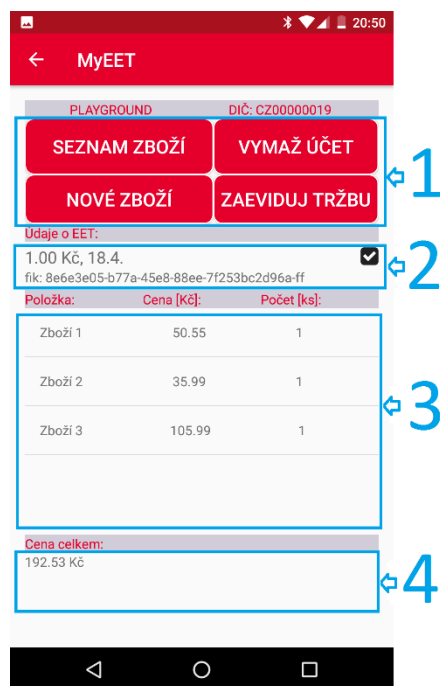 20:50
MyEET
PLAYGROUND DIČ: CZ00000019
SEZNAM ZBOŽÍ VYMAŽ ÚČET
NOVÉ ZBOŽÍ ZAEVIDUJ TRŽBU
1
Údaje o EET:
1.00 Kč, 18.4.
fik: 8e6e3e05-b77a-45e8-88ee-7f253bc2d96a-ff
2
Položka: Cena [Kč]: Počet [ks]:
Zboží 1 50.55 1
Zboží 2 35.99 1
Zboží 3 105.99 1
3
Cena celkem:
192.53 Kč
4